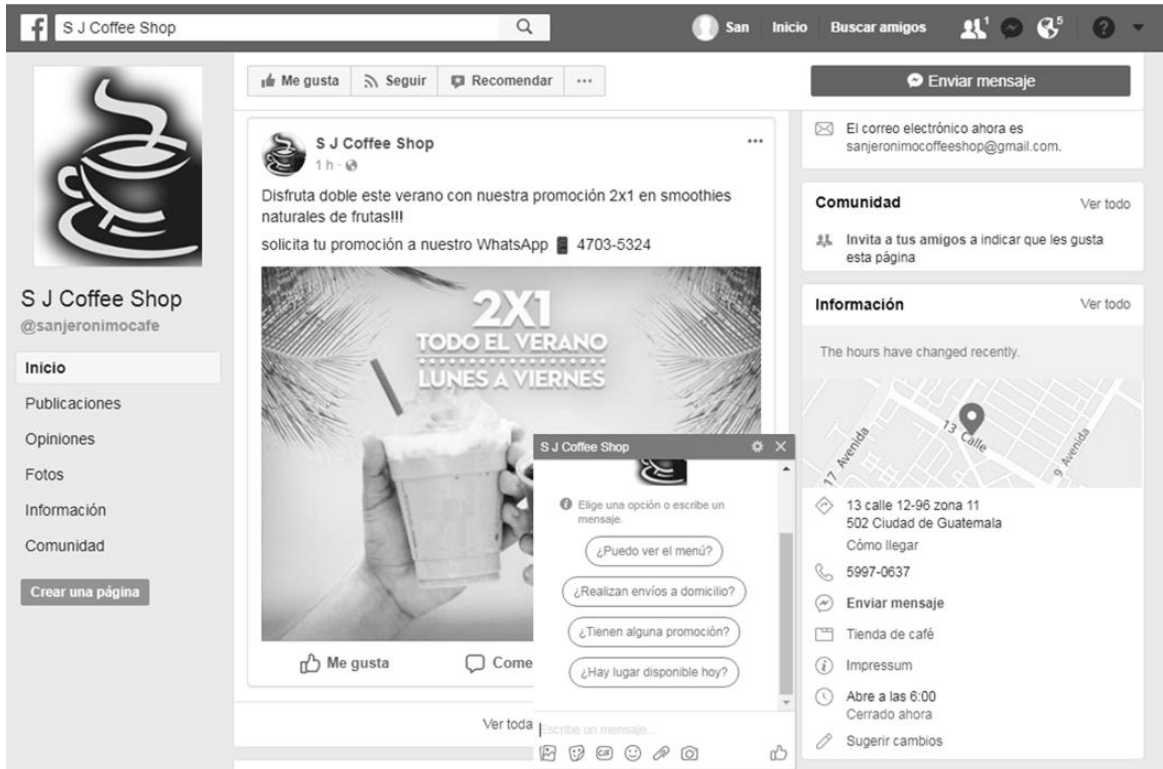 S J Coffee Shop
San Inicio Buscar amigos 1 5
S J Coffee Shop
@sanjeronimocafe
Inicio
Publicaciones
Opiniones
Fotos
Información
Comunidad
Crear una página
Me gusta Seguir Recomendar ...
S J Coffee Shop
1 h
Disfruta doble este verano con nuestra promoción 2x1 en smoothies
naturales de frutas!!!
solicita tu promoción a nuestro WhatsApp 4703-5324
2X1
TODO EL VERANO
LUNES A VIERNES
Me gusta Come
Ver toda
S J Coffee Shop
Elige una opción o escribe un
mensaje.
¿Puedo ver el menú?
¿Realizan envíos a domicilio?
¿Tienen alguna promoción?
¿Hay lugar disponible hoy?
Escribe un mensaje...
GIF
Enviar mensaje
El correo electrónico ahora es
sanjeronimocoffeeshop@gmail.com.
Comunidad Ver todo
Invita a tus amigos a indicar que les gusta
esta página
Información Ver todo
The hours have changed recently.
17 Avenida
13 Calle
9 Avenida
13 calle 12-96 zona 11
502 Ciudad de Guatemala
Cómo llegar
5997-0637
Enviar mensaje
Tienda de café
Impressum
Abre a las 6:00
Cerrado ahora
Sugerir cambios